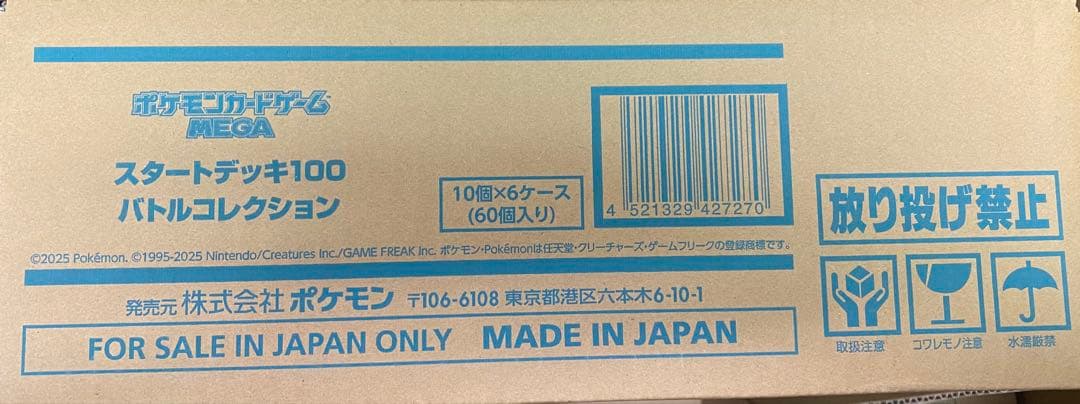 ポケモンカードゲーム
MEGA
スタートデッキ100
バトルコレクション
10個×6ケース
(60個入り)
4 521329 427270
©2025 Pokémon. ©1995-2025 Nintendo/Creatures Inc./GAME FREAK Inc. ポケモン・Pokémonは任天堂・クリーチャーズ・ゲームフリークの登録商標です。
発売元 株式会社 ポケモン 〒106-6108 東京都港区六本木6-10-1
FOR SALE IN JAPAN ONLY MADE IN JAPAN
放り投げ禁止
取扱注意 コワレモノ注意 水濡厳禁